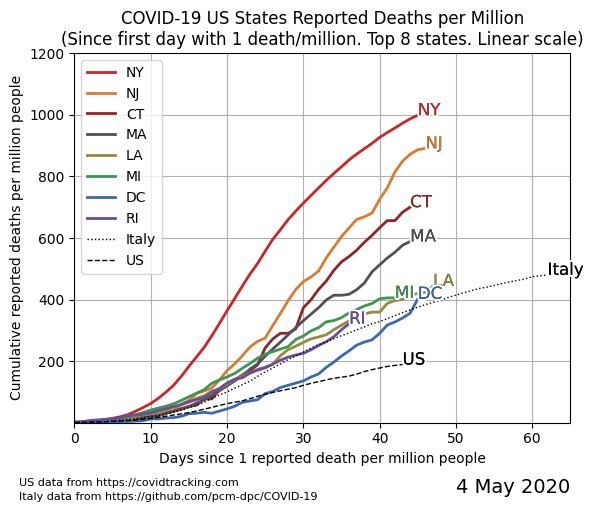 COVID-19 US States Reported Deaths per Million
(Since first day with 1 death/million. Top 8 states. Linear scale)
Cumulative reported deaths per million people
1200
1000
800
600
400
200
NY
NJ
CT
MA
LA
MI
DC
RI
Italy
US
NY
NJ
CT
MA
LA
MI
DC
RI
Italy
US
0 10 20 30 40 50 60
Days since 1 reported death per million people
US data from https://covidtracking.com
Italy data from https://github.com/pcm-dpc/COVID-19
4 May 2020